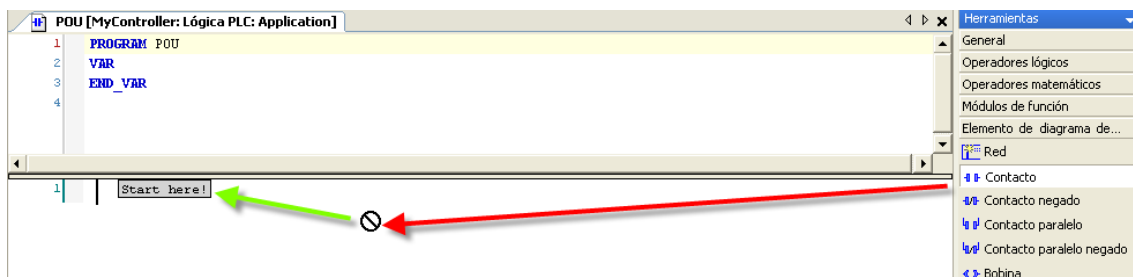 POU [MyController: Lógica PLC: Application]
1 PROGRAM POU
2 VAR
3 END_VAR
4
1 Start here!
Herramientas
General
Operadores lógicos
Operadores matemáticos
Módulos de función
Elemento de diagrama de...
Red
Contacto
Contacto negado
Contacto paralelo
Contacto paralelo negado
Bobina